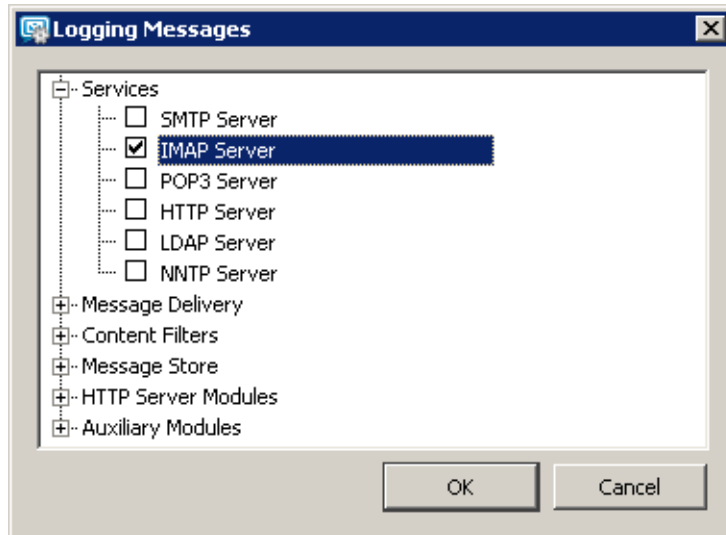 Logging Messages
Services
SMTP Server
IMAP Server
POP3 Server
HTTP Server
LDAP Server
NNTP Server
Message Delivery
Content Filters
Message Store
HTTP Server Modules
Auxiliary Modules
OK
Cancel